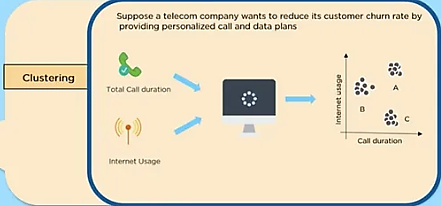 Suppose a telecom company wants to reduce its customer churn rate by
providing personalized call and data plans
Clustering
Total Call duration
Internet Usage
Internet usage
A
B
C
Call duration